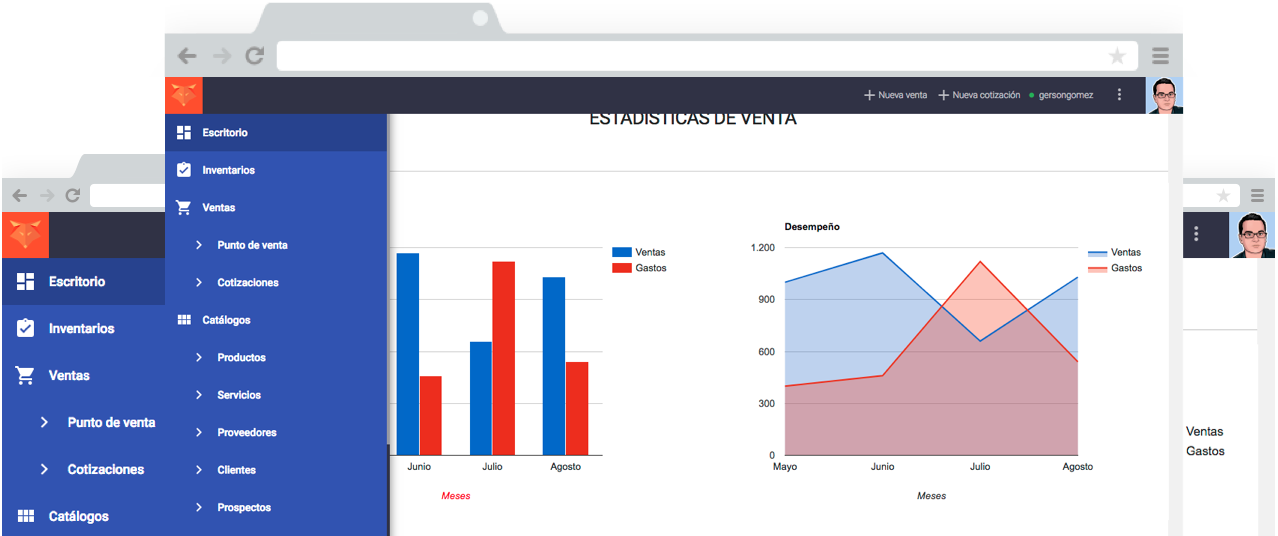 + Nueva venta + Nueva cotización gersongomez
ESTADÍSTICAS DE VENTA
Escritorio
Inventarios
Ventas
Punto de venta
Cotizaciones
Catálogos
Productos
Servicios
Proveedores
Clientes
Prospectos
Ventas
Gastos
Junio Julio Agosto
Meses
Desempeño
1.200
900
600
300
0
Mayo Junio Julio Agosto
Meses
Ventas
Gastos
Escritorio
Inventarios
Ventas
Punto de venta
Cotizaciones
Catálogos
Ventas
Gastos